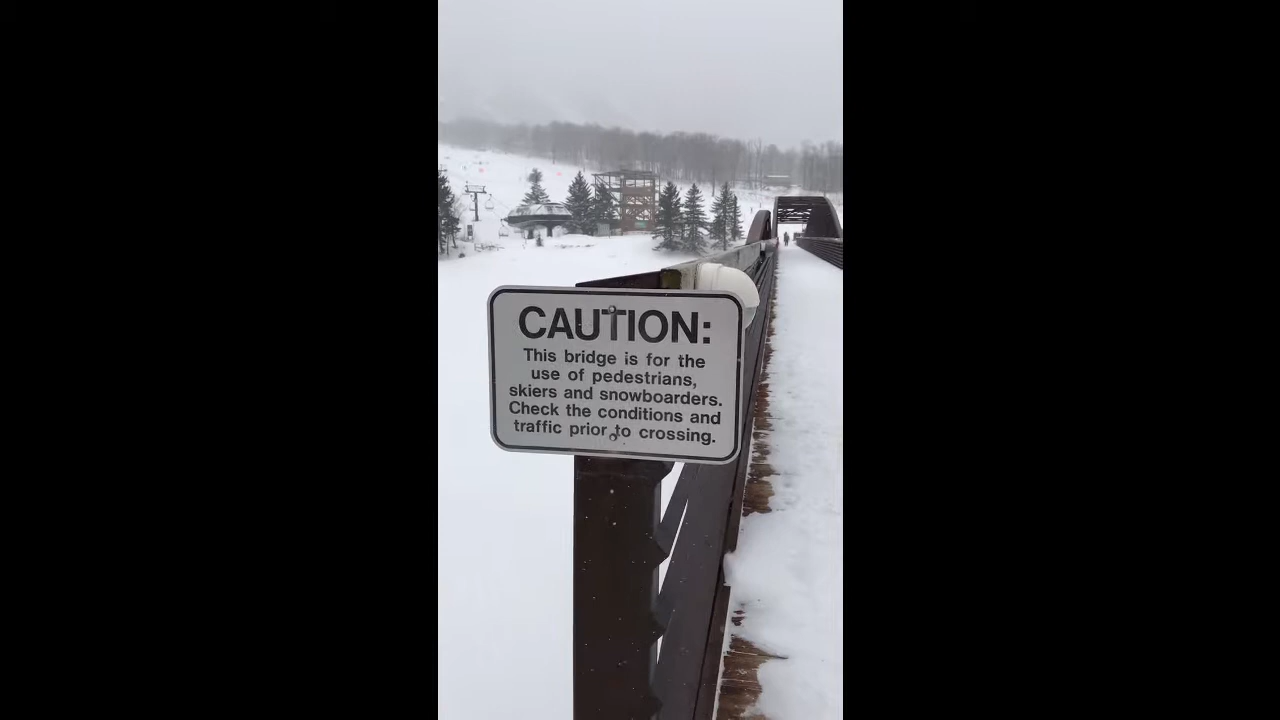 CAUTION:
This bridge is for the
use of pedestrians,
skiers and snowboarders.
Check the conditions and
traffic prior to crossing.